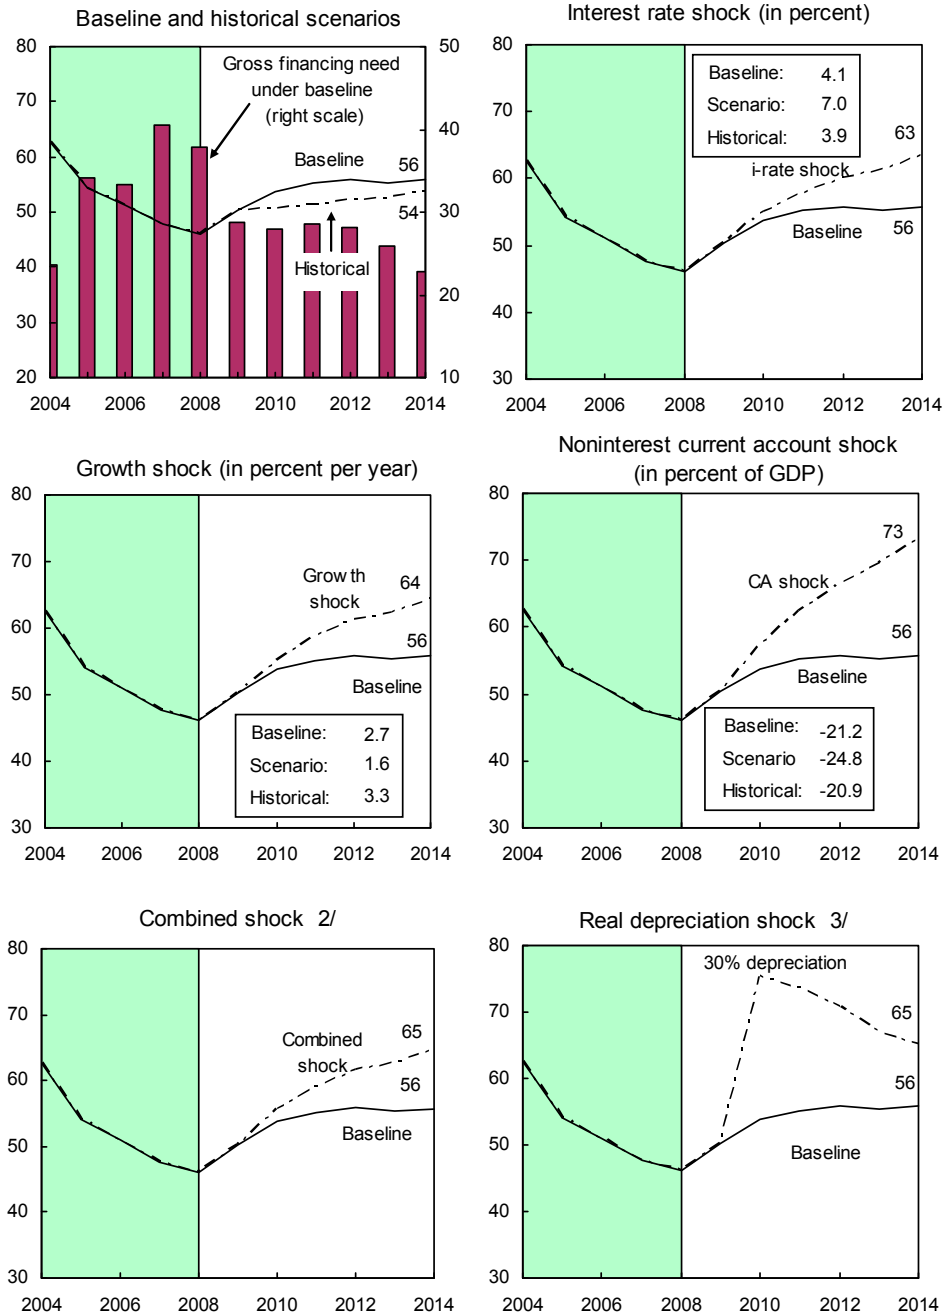 Baseline and historical scenarios
80
70
60
50
40
30
20
50
40
30
20
10
Gross financing need
under baseline
(right scale)
Baseline
56
54
Historical
2004 2006 2008 2010 2012 2014
Interest rate shock (in percent)
80
70
60
50
40
30
Baseline: 4.1
Scenario: 7.0
Historical: 3.9
63
i-rate shock
Baseline
56
2004 2006 2008 2010 2012 2014
Growth shock (in percent per year)
80
70
60
50
40
30
Growth
shock
64
56
Baseline
Baseline: 2.7
Scenario: 1.6
Historical: 3.3
2004 2006 2008 2010 2012 2014
Noninterest current account shock
(in percent of GDP)
80
70
60
50
40
30
73
CA shock
56
Baseline
Baseline: -21.2
Scenario -24.8
Historical: -20.9
2004 2006 2008 2010 2012 2014
Combined shock 2/
80
70
60
50
40
30
Combined
shock
65
56
Baseline
2004 2006 2008 2010 2012 2014
Real depreciation shock 3/
80
70
60
50
40
30
30% depreciation
65
56
Baseline
2004 2006 2008 2010 2012 2014